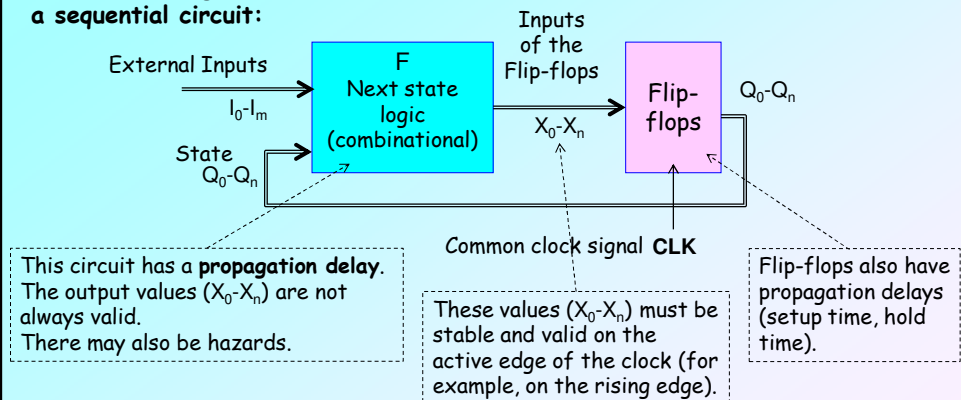 a sequential circuit:
External Inputs
I0-Im
State
Q0-Qn
F
Next state
logic
(combinational)
Inputs
of the
Flip-flops
X0-Xn
Flip-
flops
Q0-Qn
Common clock signal CLK
This circuit has a propagation delay.
The output values (X0-Xn) are not
always valid.
There may also be hazards.
These values (X0-Xn) must be
stable and valid on the
active edge of the clock (for
example, on the rising edge).
Flip-flops also have
propagation delays
(setup time, hold
time).